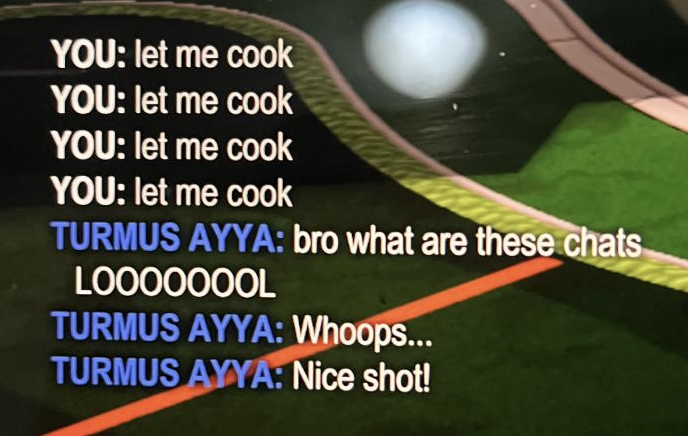 YOU: let me cook
YOU: let me cook
YOU: let me cook
YOU: let me cook
TURMUS AYYA: bro what are these chats
LOOOOOOOL
TURMUS AYYA: Whoops...
TURMUS AYYA: Nice shot!